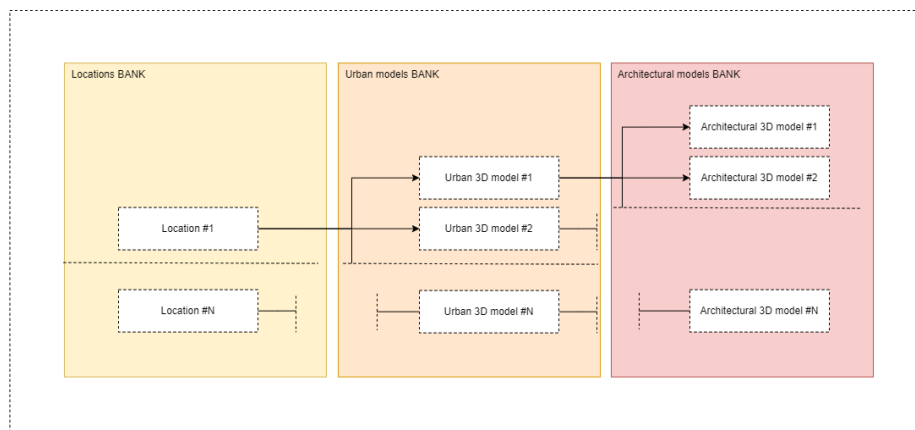 Locations BANK
Location #1
Location #N
Urban models BANK
Urban 3D model #1
Urban 3D model #2
Urban 3D model #N
Architectural models BANK
Architectural 3D model #1
Architectural 3D model #2
Architectural 3D model #N